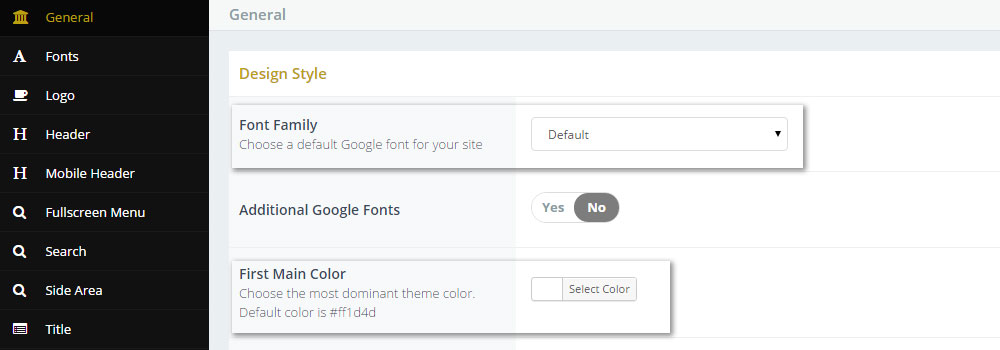 General
Fonts
Logo
Header
Mobile Header
Fullscreen Menu
Search
Side Area
Title
General
Design Style
Font Family
Choose a default Google font for your site
Default
Additional Google Fonts
Yes No
First Main Color
Choose the most dominant theme color.
Default color is #ff1d4d
Select Color